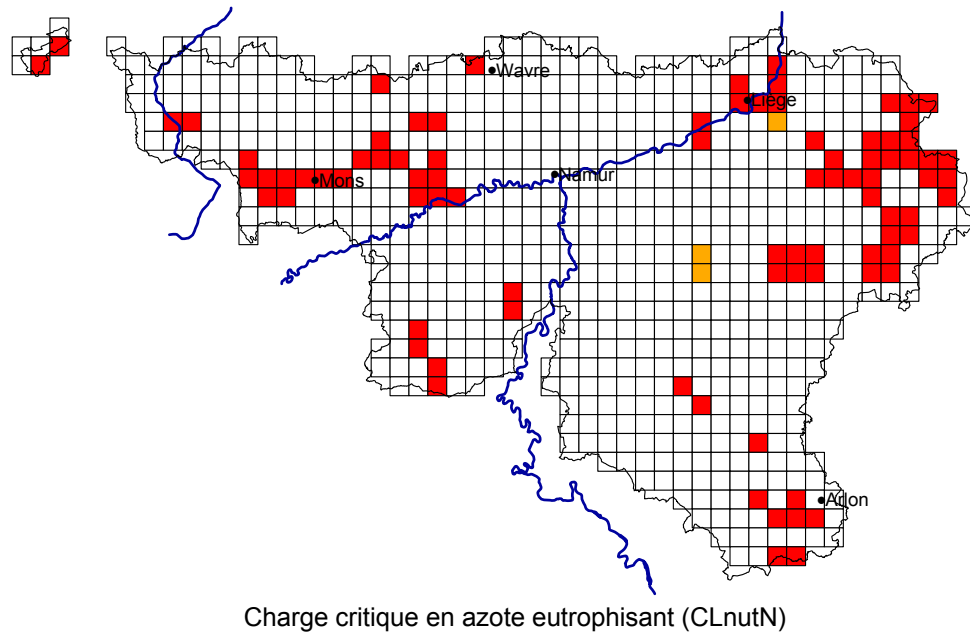 Wavre
Liège
Mons
Namur
Arlon
Charge critique en azote eutrophisant (CLnutN)